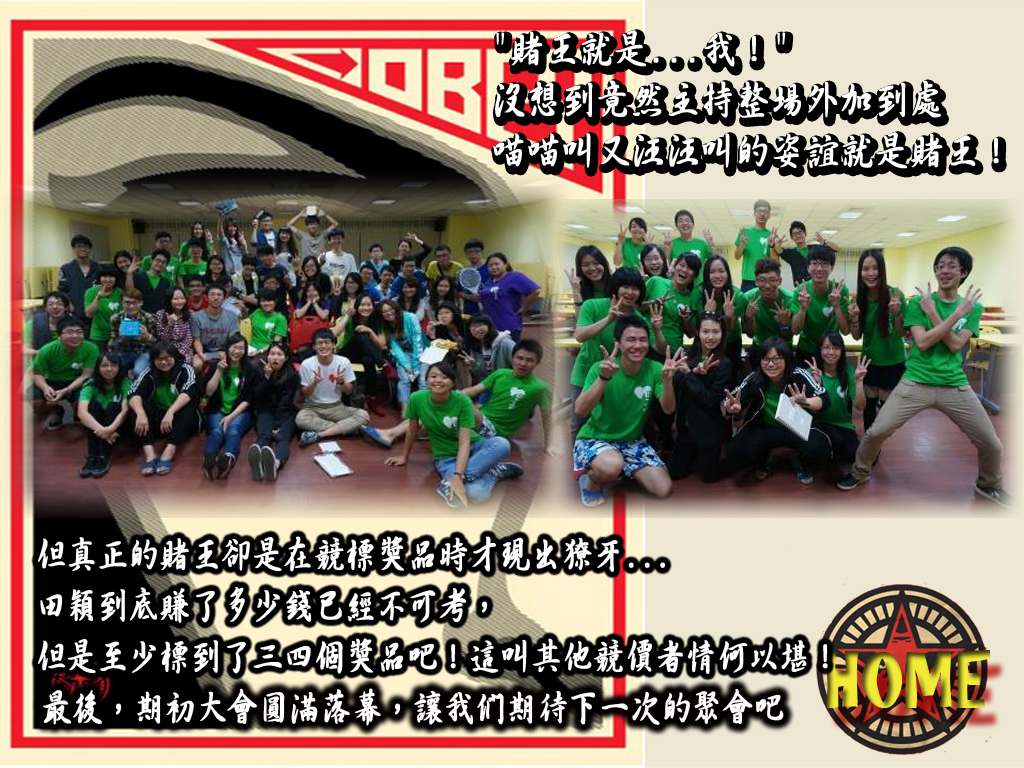 "賭王就是...我！"
沒想到竟然主持整場外加到處
喵喵叫又汪汪叫的姿誼就是賭王！
但真正的賭王卻是在競標獎品時才現出獠牙...
田穎到底賺了多少錢已經不可考，
但是至少標到了三四個獎品吧！這叫其他競價者情何以堪！
最後，期初大會圓滿落幕，讓我们期待下一次的聚會吧
HOME